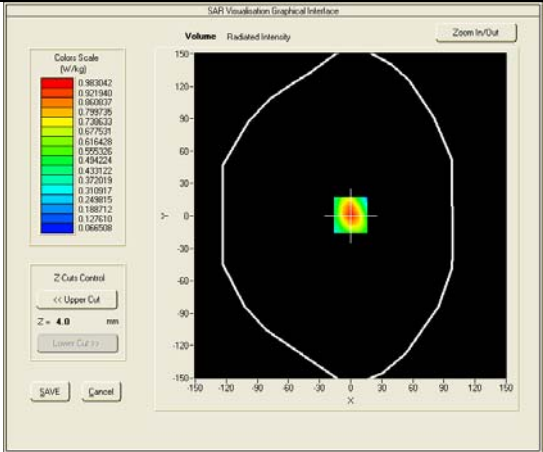 SAR Visualisation Graphical Interface
Colors Scale
(W/kg)
0.983042
0.921940
0.860837
0.799735
0.738633
0.677531
0.616428
0.555326
0.494224
0.433122
0.372019
0.310917
0.249815
0.188712
0.127610
0.066508
Z-Cuts Control
<< Upper Cut
Z = 4.0 mm
Lower Cut >>
SAVE Cancel
Volume Radiated Intensity
Zoom In/Out
150
120
90
60
30
0
-30
-60
-90
-120
-150
Y
-150 -120 -90 -60 -30 0 30 60 90 120 150
X